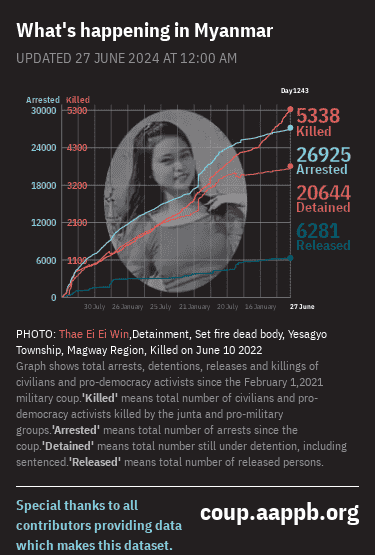 What's happening in Myanmar
UPDATED 27 JUNE 2024 AT 12:00 AM
Day1243
Arrested Killed
30000 5300
24000 4300
18000 3200
12000 2100
6000 1100
0
5338
Killed
26925
Arrested
20644
Detained
6281
Released
30 July 26 January 25 July 21 January 20 July 16 January 27 June
PHOTO: Thae Ei Ei Win,Detainment, Set fire dead body, Yesagyo
Township, Magway Region, Killed on June 10 2022
Graph shows total arrests, detentions, releases and killings of
civilians and pro-democracy activists since the February 1,2021
military coup.'Killed' means total number of civilians and pro-
democracy activists killed by the junta and pro-military
groups.'Arrested' means total number of arrests since the
coup.'Detained' means total number still under detention, including
sentenced.'Released' means total number of released persons.
Special thanks to all
contributors providing data
which makes this dataset.
coup.aappb.org